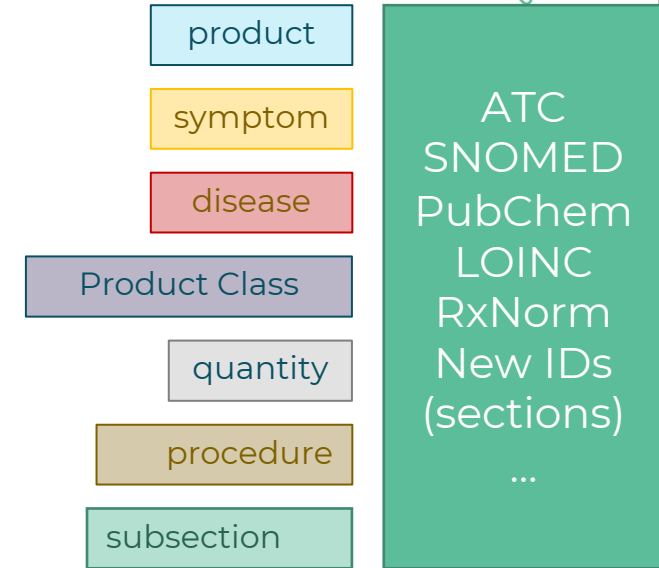 product
symptom
disease
Product Class
quantity
procedure
subsection
ATC
SNOMED
PubChem
LOINC
RxNorm
New IDs
(sections)
...